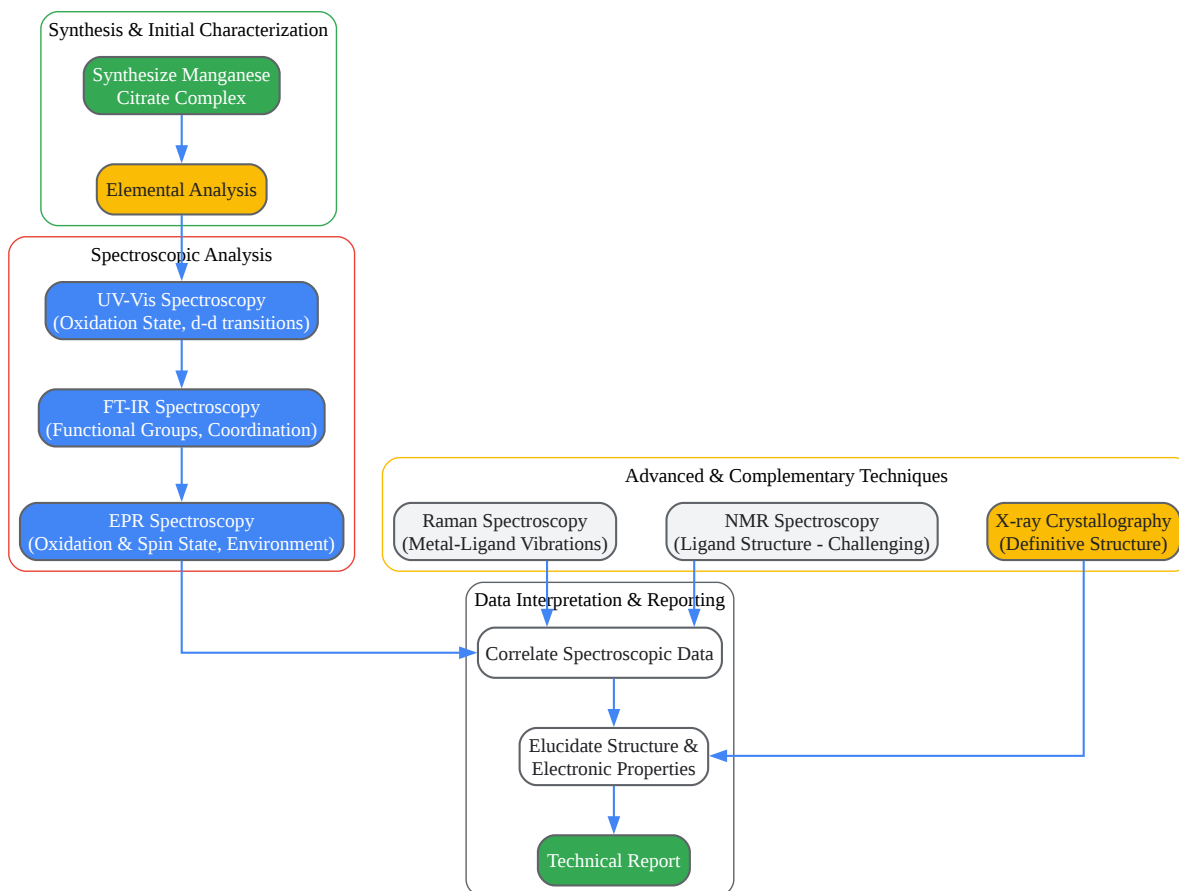 Synthesis & Initial Characterization
Synthesize Manganese
Citrate Complex
Elemental Analysis
Spectroscopic Analysis
UV-Vis Spectroscopy
(Oxidation State, d-d transitions)
FT-IR Spectroscopy
(Functional Groups, Coordination)
EPR Spectroscopy
(Oxidation & Spin State, Environment)
Advanced & Complementary Techniques
Raman Spectroscopy
(Metal-Ligand Vibrations)
NMR Spectroscopy
(Ligand Structure - Challenging)
X-ray Crystallography
(Definitive Structure)
Data Interpretation & Reporting
Correlate Spectroscopic Data
Elucidate Structure &
Electronic Properties
Technical Report